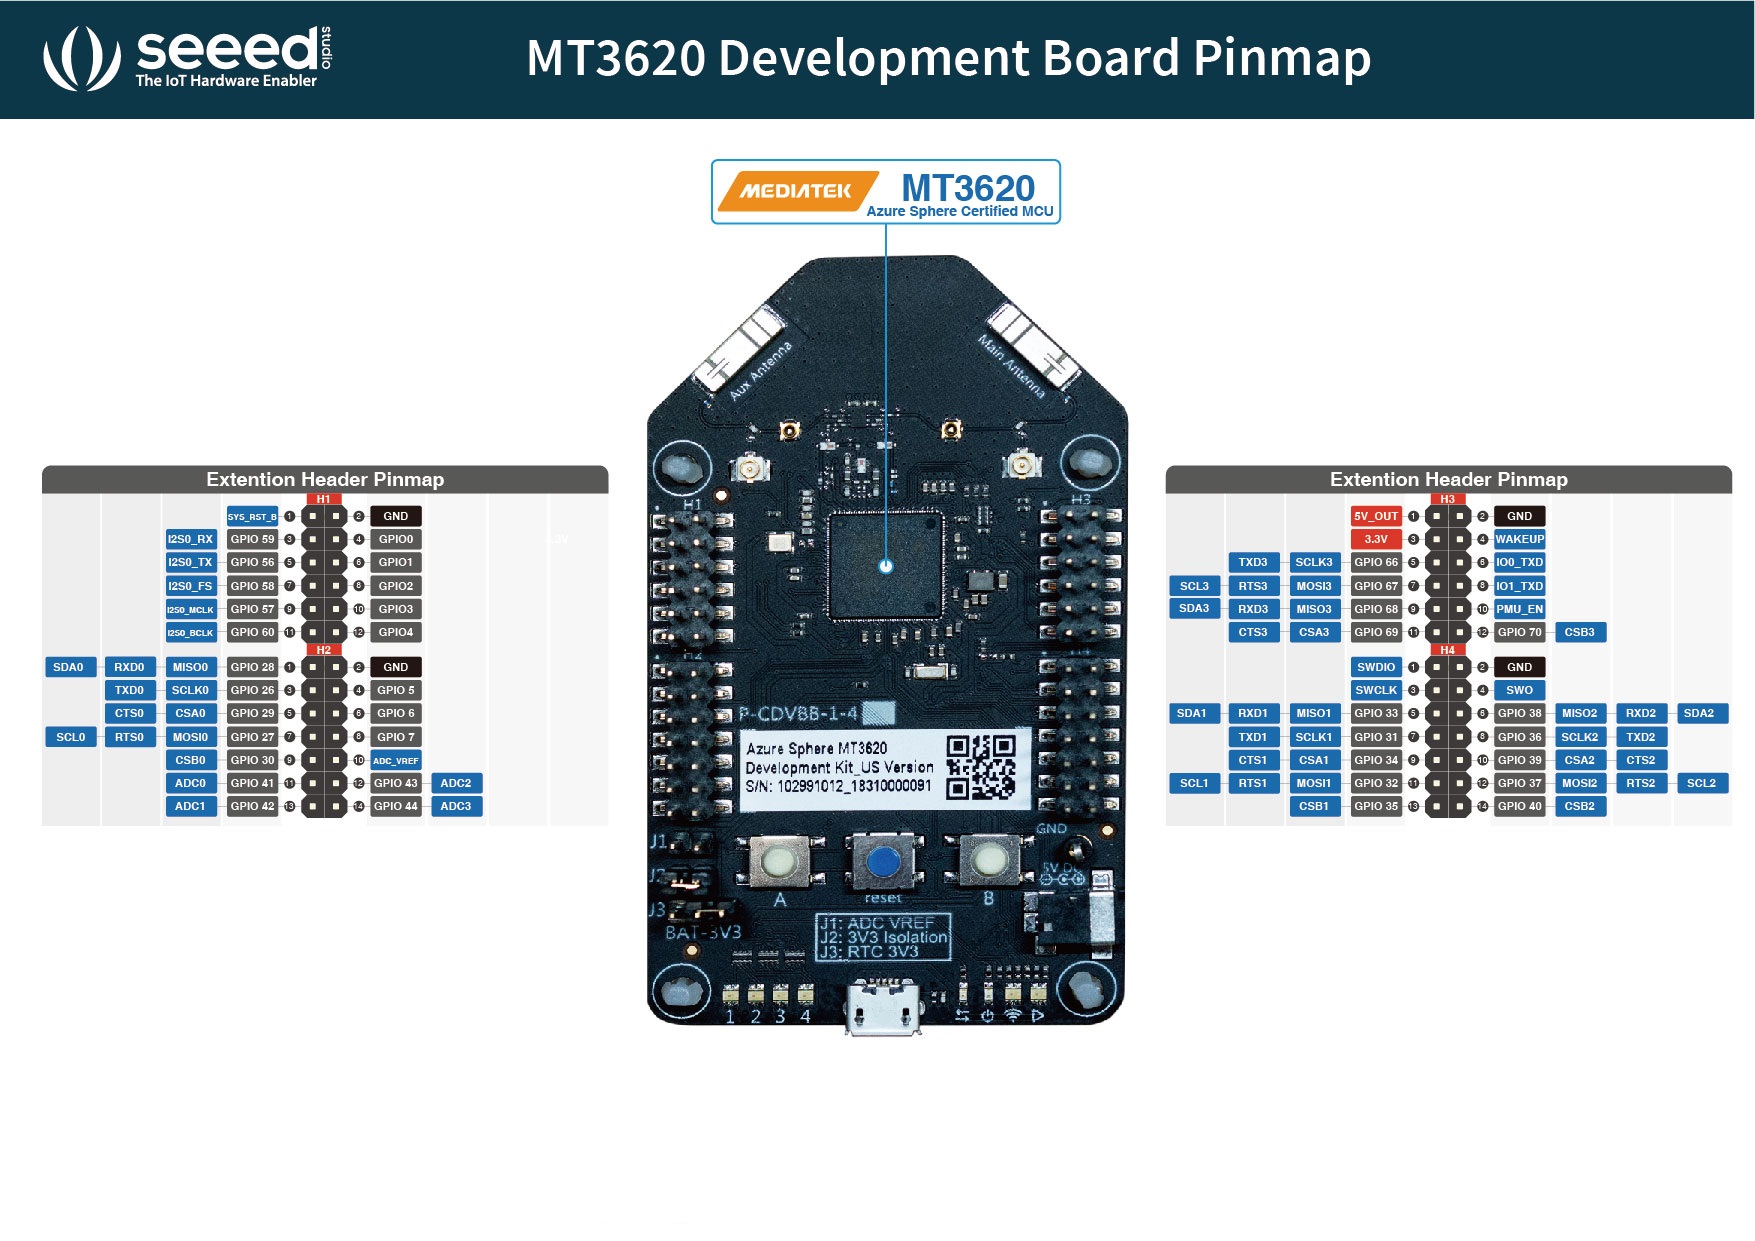 seeed studio
The IoT Hardware Enabler
MT3620 Development Board Pinmap
MEDIATEK MT3620
Azure Sphere Certified MCU
Extention Header Pinmap
H1
SYS_RST_B 1 2 GND
I2S0_RX GPIO 59 3 4 GPIO0 3.3V
I2S0_TX GPIO 56 5 6 GPIO1
I2S0_FS GPIO 58 7 8 GPIO2
I2S0_MCLK GPIO 57 9 10 GPIO3
I2S0_BCLK GPIO 60 11 12 GPIO4
H2
SDA0 RXD0 MISO0 GPIO 28 1 2 GND
TXD0 SCLK0 GPIO 26 3 4 GPIO 5
CTS0 CSA0 GPIO 29 5 6 GPIO 6
SCL0 RTS0 MOSI0 GPIO 27 7 8 GPIO 7
CSB0 GPIO 30 9 10 ADC_VREF
ADC0 GPIO 41 11 12 GPIO 43 ADC2
ADC1 GPIO 42 13 14 GPIO 44 ADC3
Aux Antenna
Main Antenna
H1
H3
H2
H4
P-CDVBB-1-4
Azure Sphere MT3620
Development Kit_US Version
S/N: 102991012_18310000091
GND
J1
J2
5V DC
A
reset
B
J3
BAT-3V3
J1: ADC VREF
J2: 3V3 Isolation
J3: RTC 3V3
1 2 3 4
Extention Header Pinmap
H3
5V_OUT 1 2 GND
3.3V 3 4 WAKEUP
TXD3 SCLK3 GPIO 66 5 6 IO0_TXD
SCL3 RTS3 MOSI3 GPIO 67 7 8 IO1_TXD
SDA3 RXD3 MISO3 GPIO 68 9 10 PMU_EN
CTS3 CSA3 GPIO 69 11 12 GPIO 70 CSB3
H4
SWDIO 1 2 GND
SWCLK 3 4 SWO
SDA1 RXD1 MISO1 GPIO 33 5 6 GPIO 38 MISO2 RXD2 SDA2
TXD1 SCLK1 GPIO 31 7 8 GPIO 36 SCLK2 TXD2
CTS1 CSA1 GPIO 34 9 10 GPIO 39 CSA2 CTS2
SCL1 RTS1 MOSI1 GPIO 32 11 12 GPIO 37 MOSI2 RTS2 SCL2
CSB1 GPIO 35 13 14 GPIO 40 CSB2